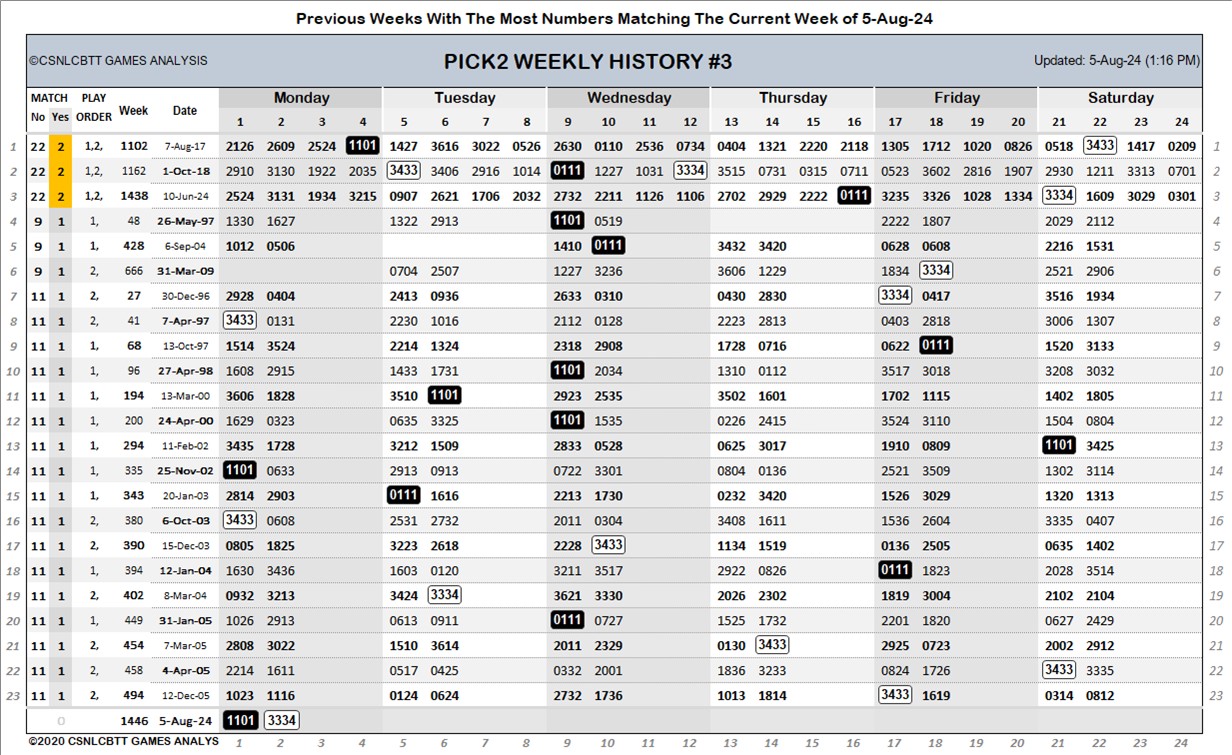 Previous Weeks With The Most Numbers Matching The Current Week of 5-Aug-24
©CSNLCBTT GAMES ANALYSIS PICK2 WEEKLY HISTORY #3 Updated: 5-Aug-24 (1:16 PM)
MATCH PLAY Week Date Monday Tuesday Wednesday Thursday Friday Saturday
No Yes ORDER 1 2 3 4 5 6 7 8 9 10 11 12 13 14 15 16 17 18 19 20 21 22 23 24
1 22 2 1,2, 1102 7-Aug-17 2126 2609 2524 1101 1427 3616 3022 0526 2630 0110 2536 0734 0404 1321 2220 2118 1305 1712 1020 0826 0518 3433 1417 0209 1
2 22 2 1,2, 1162 1-Oct-18 2910 3130 1922 2035 3433 3406 2916 1014 0111 1227 1031 3334 3515 0731 0315 0711 0523 3602 2816 1907 2930 1211 3313 0701 2
3 22 2 1,2, 1438 10-Jun-24 2524 3131 1934 3215 0907 2621 1706 2032 2732 2211 1126 1106 2702 2929 2222 0111 3235 3326 1028 1334 3334 1609 3029 0301 3
4 9 1 1, 48 26-May-97 1330 1627 1322 2913 1101 0519 2222 1807 2029 2112 4
5 9 1 1, 428 6-Sep-04 1012 0506 1410 0111 3432 3420 0628 0608 2216 1531 5
6 9 1 2, 666 31-Mar-09 0704 2507 1227 3236 3606 1229 1834 3334 2521 2906 6
7 11 1 2, 27 30-Dec-96 2928 0404 2413 0936 2633 0310 0430 2830 3334 0417 3516 1934 7
8 11 1 2, 41 7-Apr-97 3433 0131 2230 1016 2112 0128 2223 2813 0403 2818 3006 1307 8
9 11 1 1, 68 13-Oct-97 1514 3524 2214 1324 2318 2908 1728 0716 0622 0111 1520 3133 9
10 11 1 1, 96 27-Apr-98 1608 2915 1433 1731 1101 2034 1310 0112 3517 3018 3208 3032 10
11 11 1 1, 194 13-Mar-00 3606 1828 3510 1101 2923 2535 3502 1601 1702 1115 1402 1805 11
12 11 1 1, 200 24-Apr-00 1629 0323 0635 3325 1101 1535 0226 2415 3524 3110 1504 0804 12
13 11 1 1, 294 11-Feb-02 3435 1728 3212 1509 2833 0528 0625 3017 1910 0809 1101 3425 13
14 11 1 1, 335 25-Nov-02 1101 0633 2913 0913 0722 3301 0804 0136 2521 3509 1302 3114 14
15 11 1 1, 343 20-Jan-03 2814 2903 0111 1616 2213 1730 0232 3420 1526 3029 1320 1313 15
16 11 1 2, 380 6-Oct-03 3433 0608 2531 2732 2011 0304 3408 1611 1536 2604 3335 0407 16
17 11 1 2, 390 15-Dec-03 0805 1825 3223 2618 2228 3433 1134 1519 0136 2505 0635 1402 17
18 11 1 1, 394 12-Jan-04 1630 3436 1603 0120 3211 3517 2922 0826 0111 1823 2028 3514 18
19 11 1 2, 402 8-Mar-04 0932 3213 3424 3334 3621 3330 2026 2302 1819 3004 2102 2104 19
20 11 1 1, 449 31-Jan-05 1026 2913 0613 0911 0111 0727 1525 1732 2201 1820 0627 2429 20
21 11 1 2, 454 7-Mar-05 2808 3022 1510 3614 2011 2329 0130 3433 2925 0723 2002 2912 21
22 11 1 2, 458 4-Apr-05 2214 1611 0517 0425 0332 2001 1836 3233 0824 1726 3433 3335 22
23 11 1 2, 494 12-Dec-05 1023 1116 0124 0624 2732 1736 1013 1814 3433 1619 0314 0812 23
0 1446 5-Aug-24 1101 3334
©2020 CSNLCBTT GAMES ANALYS 1 2 3 4 5 6 7 8 9 10 11 12 13 14 15 16 17 18 19 20 21 22 23 24